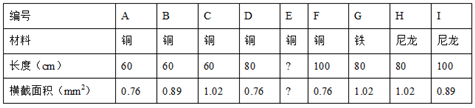 编号 A B C D E F G H I
材料 铜 铜 铜 铜 铜 铜 铁 尼龙 尼龙
长度(cm) 60 60 60 80 ? 100 80 80 100
横截面积(mm²) 0.76 0.89 1.02 0.76 ? 0.76 1.02 1.02 0.89